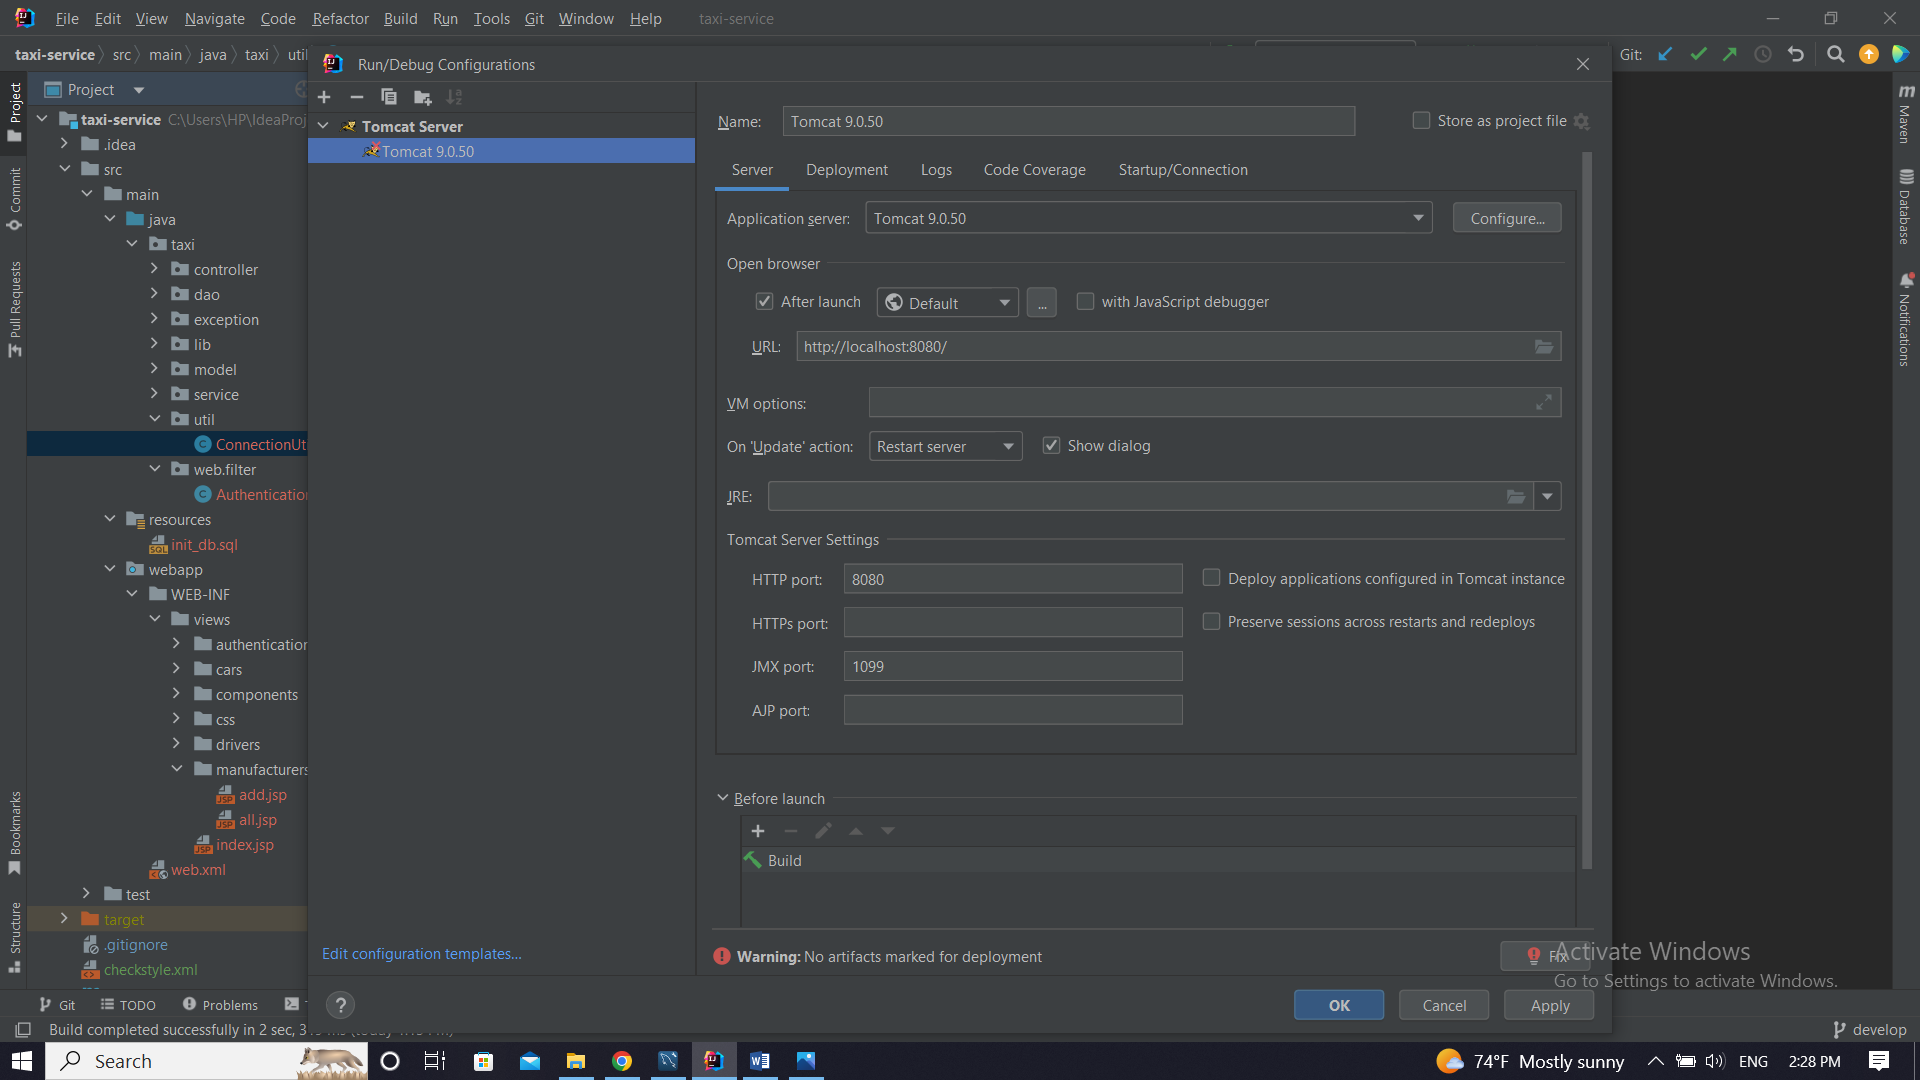 File Edit View Navigate Code Refactor Build Run Tools Git Window Help taxi-service
taxi-service src main java taxi util
Git:
Run/Debug Configurations
Project
taxi-service C:\Users\HP\IdeaProj
.idea
src
main
java
taxi
controller
dao
exception
lib
model
service
util
ConnectionUt
web.filter
Authentication
resources
init_db.sql
webapp
WEB-INF
views
authentication
cars
components
css
drivers
manufacturers
add.jsp
all.jsp
index.jsp
web.xml
test
target
.gitignore
checkstyle.xml
Project
Commit
Pull Requests
Bookmarks
Structure
Tomcat Server
Tomcat 9.0.50
Edit configuration templates...
Name: Tomcat 9.0.50 Store as project file
Server Deployment Logs Code Coverage Startup/Connection
Application server: Tomcat 9.0.50 Configure...
Open browser
After launch Default ... with JavaScript debugger
URL: http://localhost:8080/
VM options:
On 'Update' action: Restart server Show dialog
JRE:
Tomcat Server Settings
HTTP port: 8080 Deploy applications configured in Tomcat instance
HTTPs port: Preserve sessions across restarts and redeploys
JMX port: 1099
AJP port:
Before launch
Build
Warning: No artifacts marked for deployment
Fix
OK Cancel Apply
Activate Windows
Go to Settings to activate Windows.
Maven
Database
Notifications
Git TODO Problems
Build completed successfully in 2 sec, 3
develop
Search
74°F Mostly sunny ENG 2:28 PM